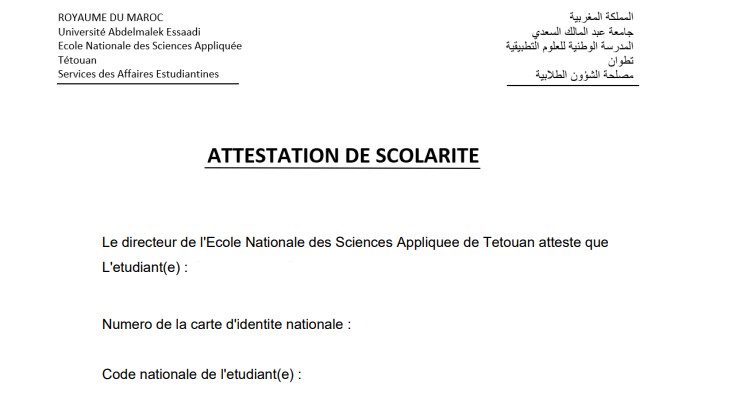 ROYAUME DU MAROC
Université Abdelmalek Essaadi
Ecole Nationale des Sciences Appliquée
Tétouan
Services des Affaires Estudiantines
المملكة المغربية
جامعة عبد المالك السعدي
المدرسة الوطنية للعلوم التطبيقية
تطوان
مصلحة الشؤون الطلابية
ATTESTATION DE SCOLARITE
Le directeur de l'Ecole Nationale des Sciences Appliquee de Tetouan atteste que
L'etudiant(e) :
Numero de la carte d'identite nationale :
Code nationale de l'etudiant(e) :